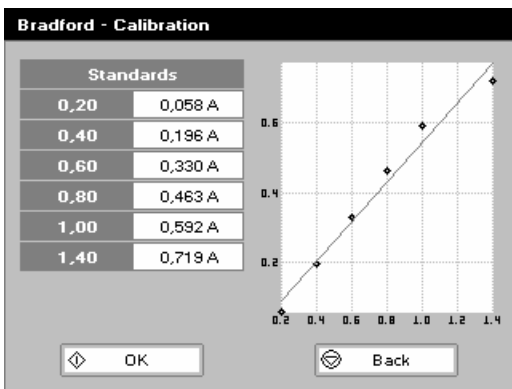 Bradford - Calibration
Standards
0,20 0,058 A
0,40 0,196 A
0,60 0,330 A
0,80 0,463 A
1,00 0,592 A
1,40 0,719 A
0.6
0.4
0.2
0.2 0.4 0.6 0.8 1.0 1.2 1.4
OK
Back